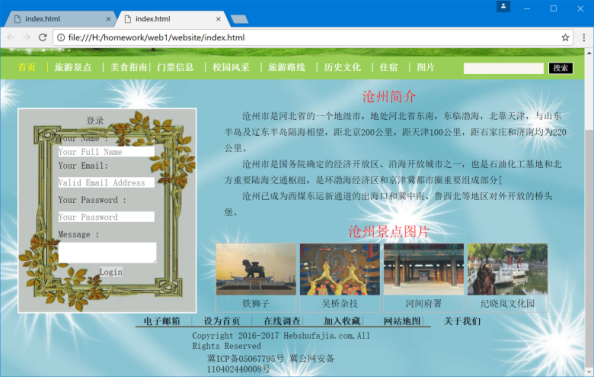 index.html index.html
file:///H:/homework/web1/website/index.html
首页 | 旅游景点 | 美食指南 | 门票信息 | 校园风采 | 旅游路线 | 历史文化 | 住宿 | 图片 搜索
沧州简介
沧州市是河北省的一个地级市，地处河北省东南，东临渤海，北靠天津，与山东
半岛及辽东半岛隔海相望，距北京200公里，距天津100公里，距石家庄和济南均为220
公里。
沧州市是国务院确定的经济开放区、沿海开放城市之一，也是石油化工基地和北
方重要陆海交通枢纽，是环渤海经济区和京津冀都市圈重要组成部分[
沧州已成为西煤东运新通道的出海口和冀中南、鲁西北等地区对外开放的桥头
堡。
登录
Your Name :
Your Full Name
Your Email:
Valid Email Address
Your Password :
Your Password
Message :
Login
沧州景点图片
铁狮子 吴桥杂技 河间府署 纪晓岚文化园
电子邮箱 设为首页 在线调查 加入收藏 网站地图 关于我们
Copyright 2016-2017 Hebshufajia.com,All
Rights Reserved
冀ICP备05067795号 冀公网安备
110402440008号